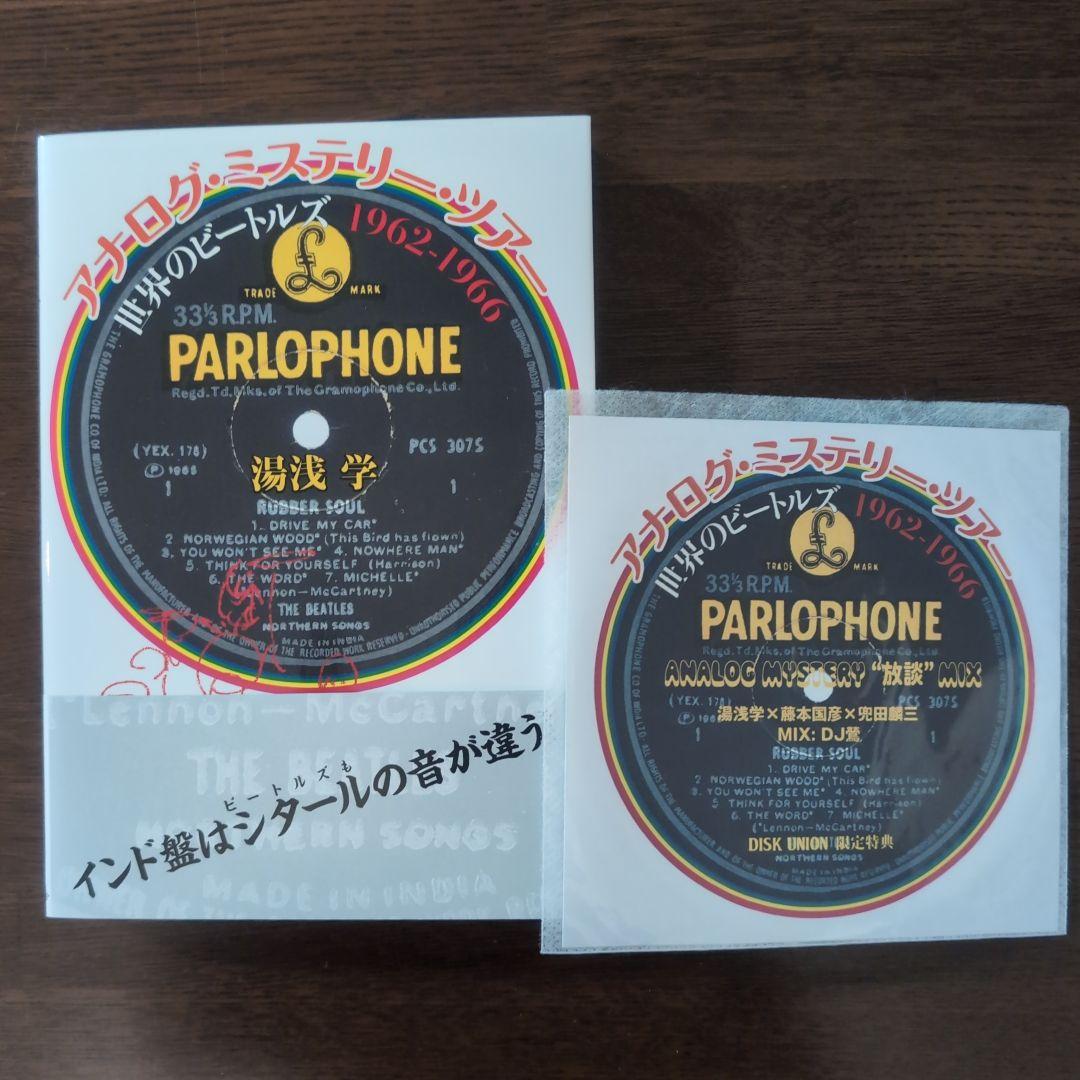 アナログ・ミステリー・ツアー
世界のビートルズ 1962-1966
£
TRADE MARK
33⅓ R.P.M.
PARLOPHONE
Regd. Td. Mks. of The Gramophone Co., Ltd.
(YEX. 178)
PCS 3075
Ⓟ 1965
1
1
湯浅 学
RUBBER SOUL
1. DRIVE MY CAR*
2 NORWEGIAN WOOD* (This Bird has flown)
3. YOU WON'T SEE ME* 4. NOWHERE MAN*
5. THINK FOR YOURSELF (Harrison)
6. THE WORD* 7. MICHELLE*
(*Lennon-McCartney)
THE BEATLES
NORTHERN SONGS
MADE IN INDIA
*Lennon-McCartne
THE BEATLES
NORTHERN SONGS
MADE IN INDIA
ビートルズも
インド盤はシタールの音が違う
アナログ・ミステリー・ツアー
世界のビートルズ 1962-1966
£
TRADE MARK
33⅓ R.P.M.
PARLOPHONE
Regd. Td. Mks. of The Gramophone Co., Ltd.
ANALOG MYSTERY "放談" MIX
(YEX. 178)
PCS 3075
湯浅学×藤本国彦×兜田麟三
MIX: DJ鶯
1
1
RUBBER SOUL
1. DRIVE MY CAR*
2 NORWEGIAN WOOD* (This Bird has flown)
3. YOU WON'T SEE ME* 4. NOWHERE MAN*
5 THINK FOR YOURSELF (Harrison)
6. THE WORD* 7 MICHELLE*
(*Lennon-McCartney)
DISK UNION 限定特典
NORTHERN SONGS
MADE IN INDIA